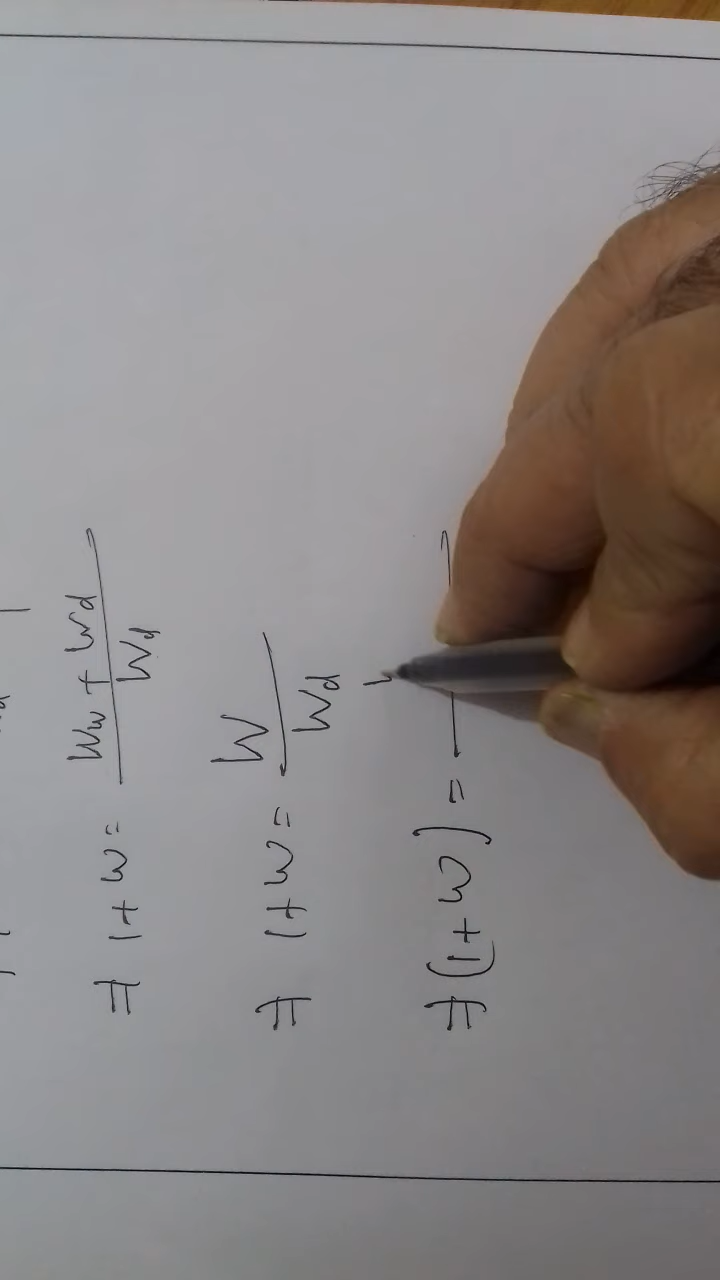 ⇒ 1 + w = (Ww + Wd) / Wd
⇒ 1 + w = W / Wd
⇒ (1 + w) =